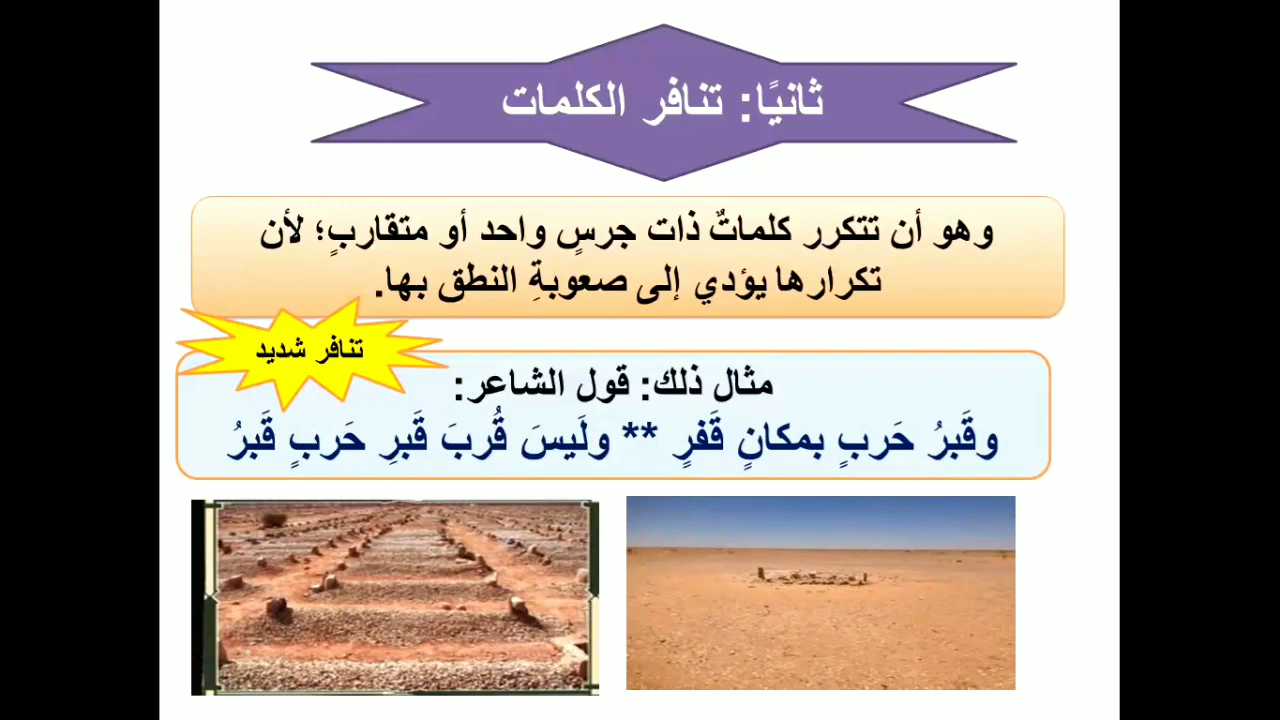 ثانيًا: تنافر الكلمات
وهو أن تتكرر كلماتٌ ذات جرسٍ واحد أو متقاربٍ؛ لأن
تكرارها يؤدي إلى صعوبةِ النطق بها.
تنافر شديد
مثال ذلك: قول الشاعر:
وقَبرُ حَربٍ بمكانٍ قَفرٍ ** ولَيسَ قُربَ قَبرِ حَربٍ قَبرُ